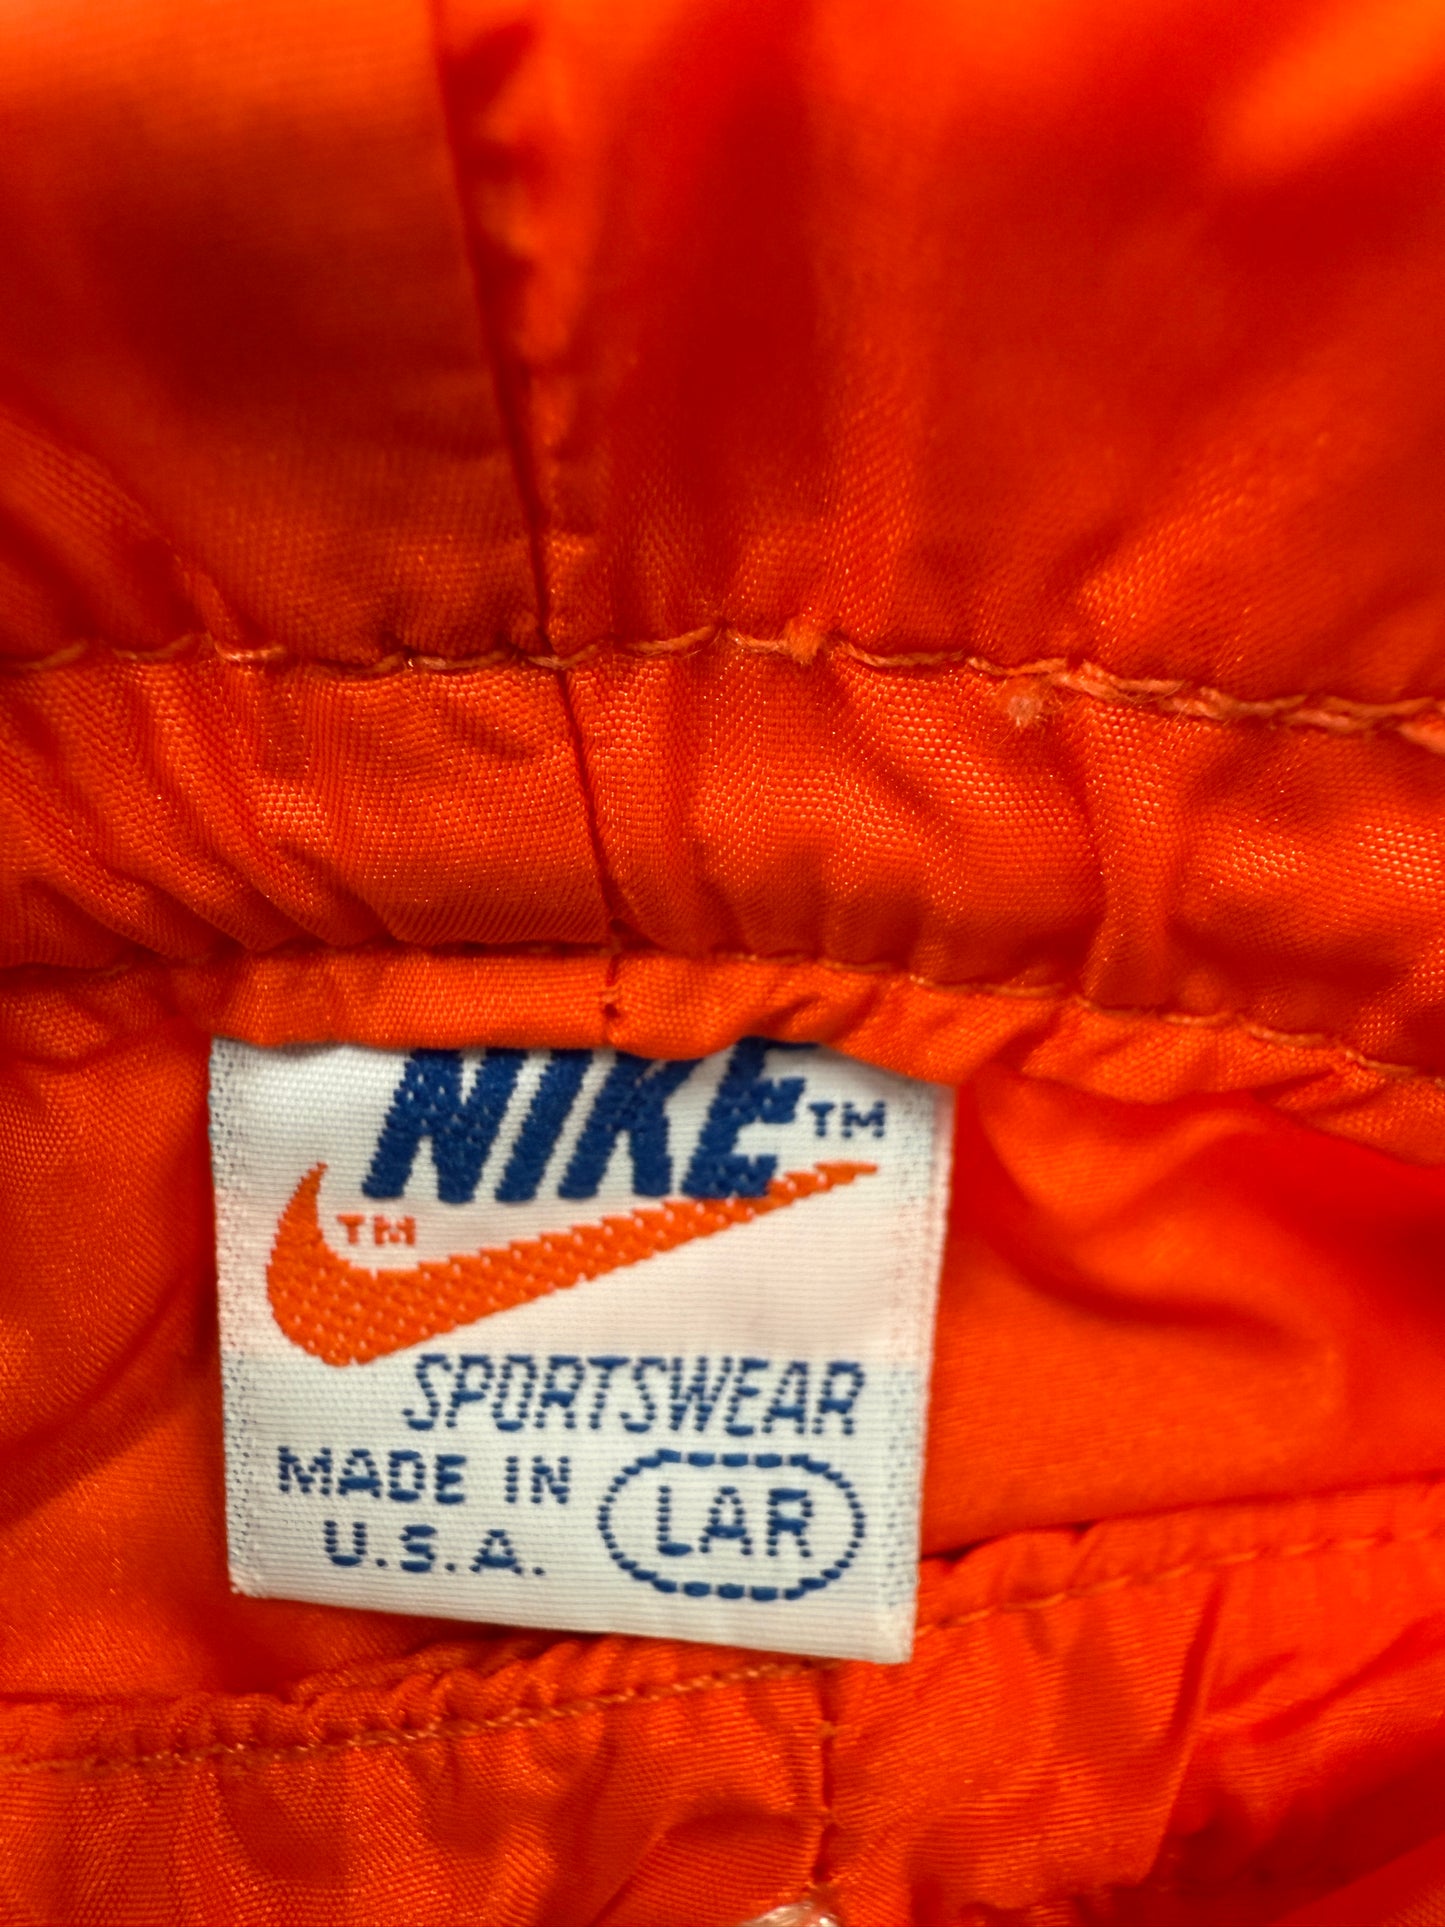 NIKE™
™
SPORTSWEAR
MADE IN
U.S.A.
LAR